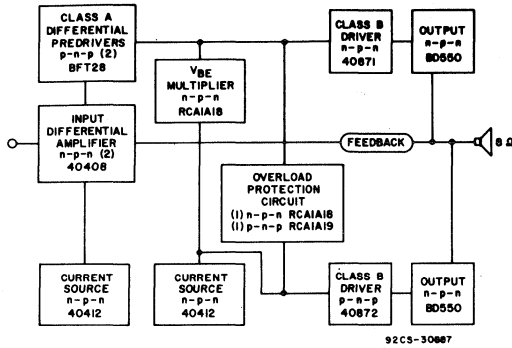 CLASS A
DIFFERENTIAL
PREDRIVERS
p-n-p (2)
BFT28
VBE
MULTIPLIER
n-p-n
RCA1A18
CLASS B
DRIVER
n-p-n
40871
OUTPUT
n-p-n
BD550
INPUT
DIFFERENTIAL
AMPLIFIER
n-p-n (2)
40408
FEEDBACK
8 Ω
OVERLOAD
PROTECTION
CIRCUIT
(1) n-p-n RCA1A18
(1) p-n-p RCA1A19
CURRENT
SOURCE
n-p-n
40412
CURRENT
SOURCE
n-p-n
40412
CLASS B
DRIVER
p-n-p
40872
OUTPUT
n-p-n
BD550
92CS-30687